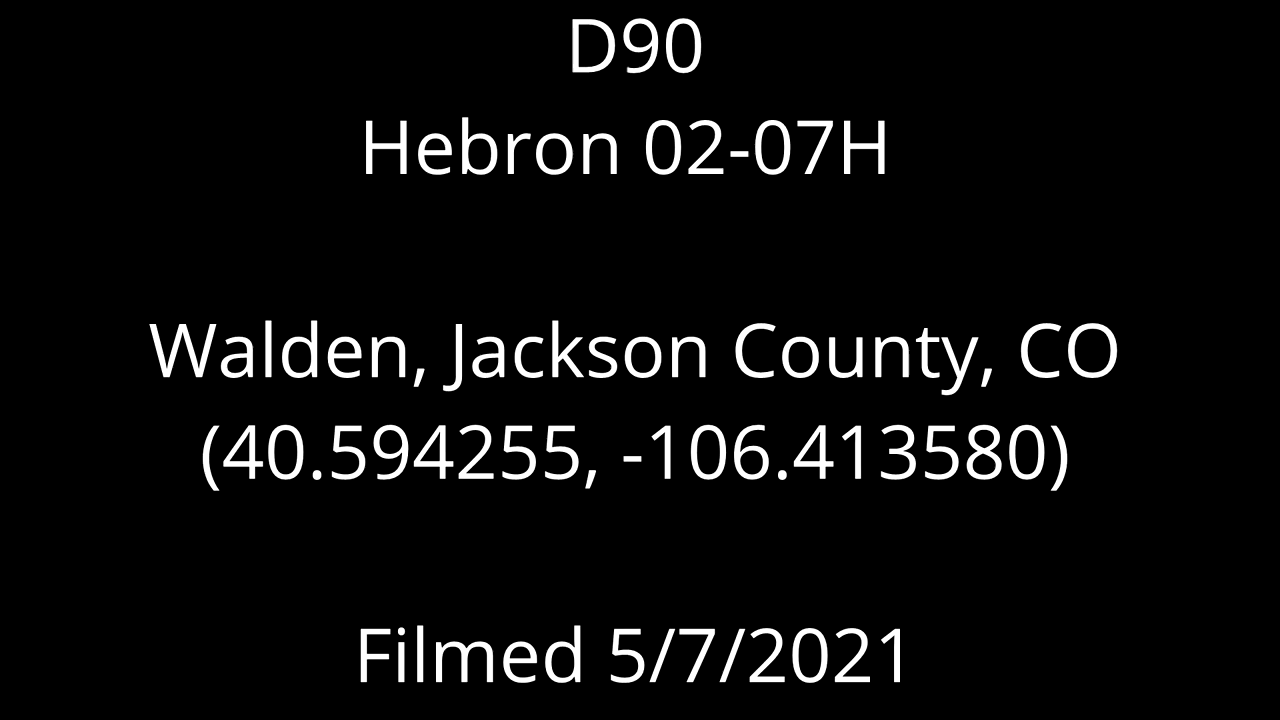 D90
Hebron 02-07H
Walden, Jackson County, CO
(40.594255, -106.413580)
Filmed 5/7/2021